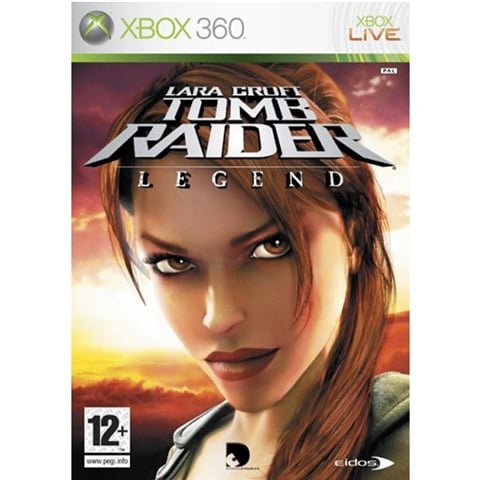 XBOX 360
XBOX
LIVE
PAL
LARA CROFT
TOMB
RAIDER
LEGEND
12+
www.pegi.info
eidos